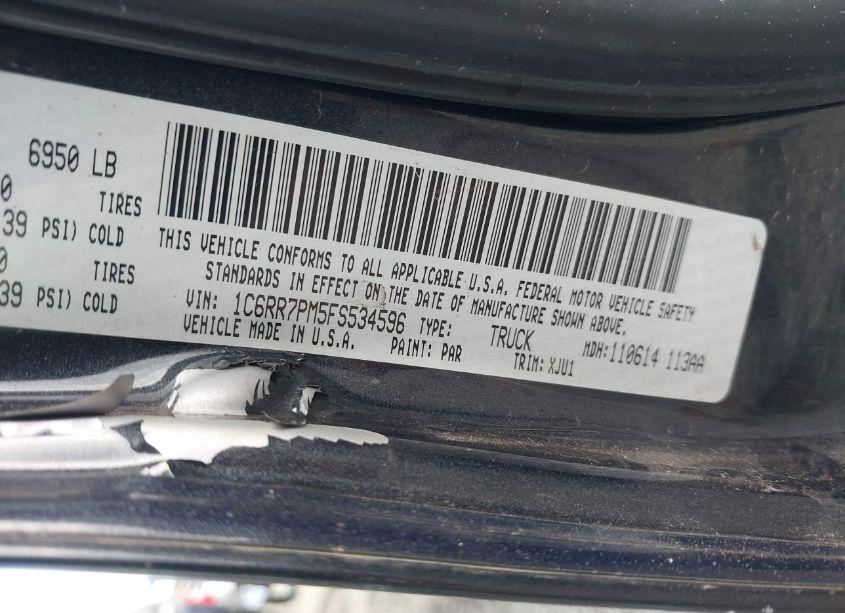 6950 LB
0 TIRES
39 PSI) COLD
0 TIRES
39 PSI) COLD
THIS VEHICLE CONFORMS TO ALL APPLICABLE U.S.A. FEDERAL MOTOR VEHICLE SAFETY
STANDARDS IN EFFECT ON THE DATE OF MANUFACTURE SHOWN ABOVE.
VIN: 1C6RR7PM5FS534596 TYPE: TRUCK MDH:110614 113AA
VEHICLE MADE IN U.S.A. PAINT: PAR TRIM: XJU1